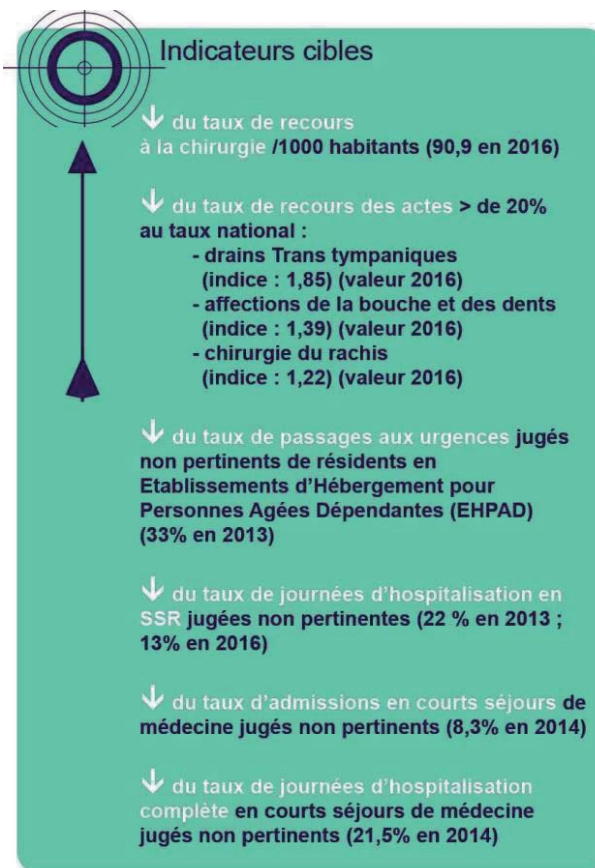 Indicateurs cibles
↓ du taux de recours
à la chirurgie /1000 habitants (90,9 en 2016)
↓ du taux de recours des actes > de 20%
au taux national :
- drains Trans tympaniques
(indice : 1,85) (valeur 2016)
- affections de la bouche et des dents
(indice : 1,39) (valeur 2016)
- chirurgie du rachis
(indice : 1,22) (valeur 2016)
↓ du taux de passages aux urgences jugés
non pertinents de résidents en
Etablissements d’Hébergement pour
Personnes Agées Dépendantes (EHPAD)
(33% en 2013)
↓ du taux de journées d’hospitalisation en
SSR jugées non pertinentes (22 % en 2013 ;
13% en 2016)
↓ du taux d’admissions en courts séjours de
médecine jugés non pertinents (8,3% en 2014)
↓ du taux de journées d’hospitalisation
complète en courts séjours de médecine
jugés non pertinents (21,5% en 2014)